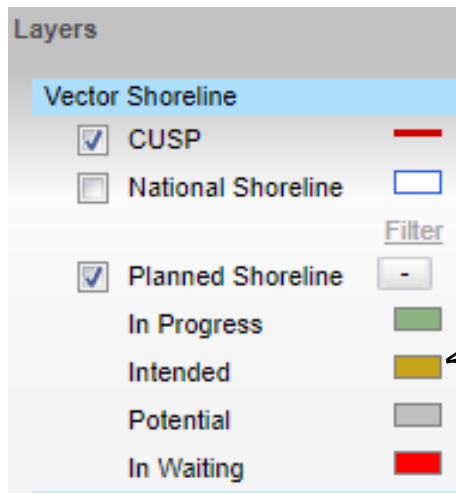 Layers
Vector Shoreline
CUSP
National Shoreline
Filter
Planned Shoreline -
In Progress
Intended
Potential
In Waiting